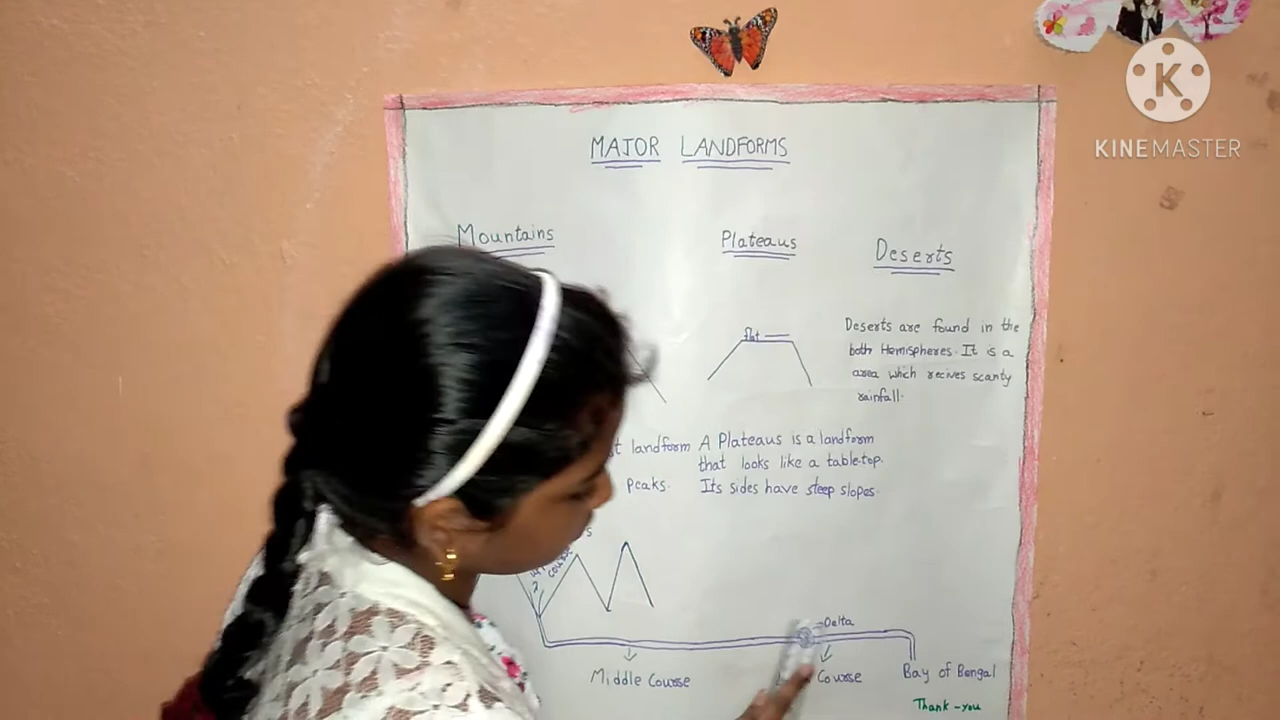 KINEMASTER
MAJOR LANDFORMS
Mountains
Plateaus
Deserts
flat
Deserts are found in the
both Hemispheres. It is a
area which recives scanty
rainfall.
landform
peaks.
A Plateaus is a landform
that looks like a table-top.
Its sides have steep slopes.
course
Delta
Middle Course
Course
Bay of Bengal
Thank-you